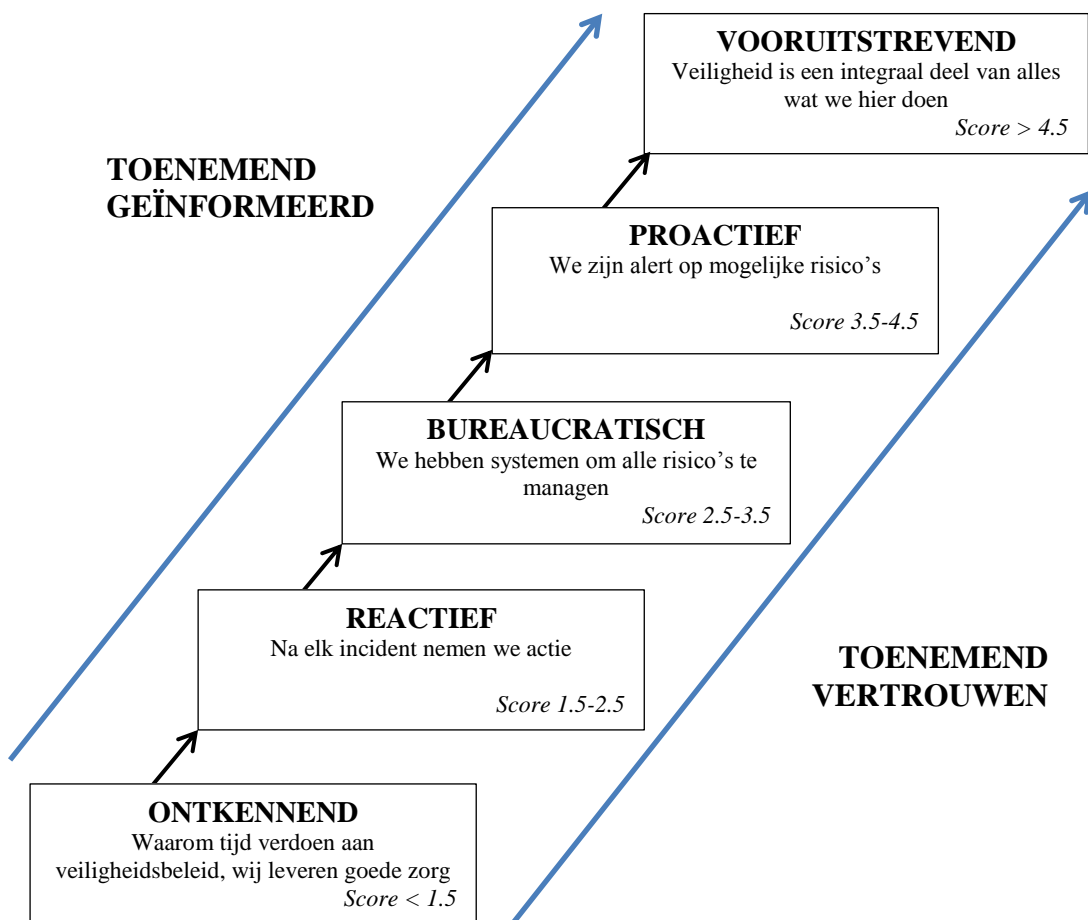 VOORUITSTREVEND
Veiligheid is een integraal deel van alles
wat we hier doen
Score > 4.5
TOENEMEND
GEÏNFORMEERD
PROACTIEF
We zijn alert op mogelijke risico’s
Score 3.5-4.5
BUREAUCRATISCH
We hebben systemen om alle risico’s te
managen
Score 2.5-3.5
REACTIEF
Na elk incident nemen we actie
Score 1.5-2.5
TOENEMEND
VERTROUWEN
ONTKENNEND
Waarom tijd verdoen aan
veiligheidsbeleid, wij leveren goede zorg
Score < 1.5